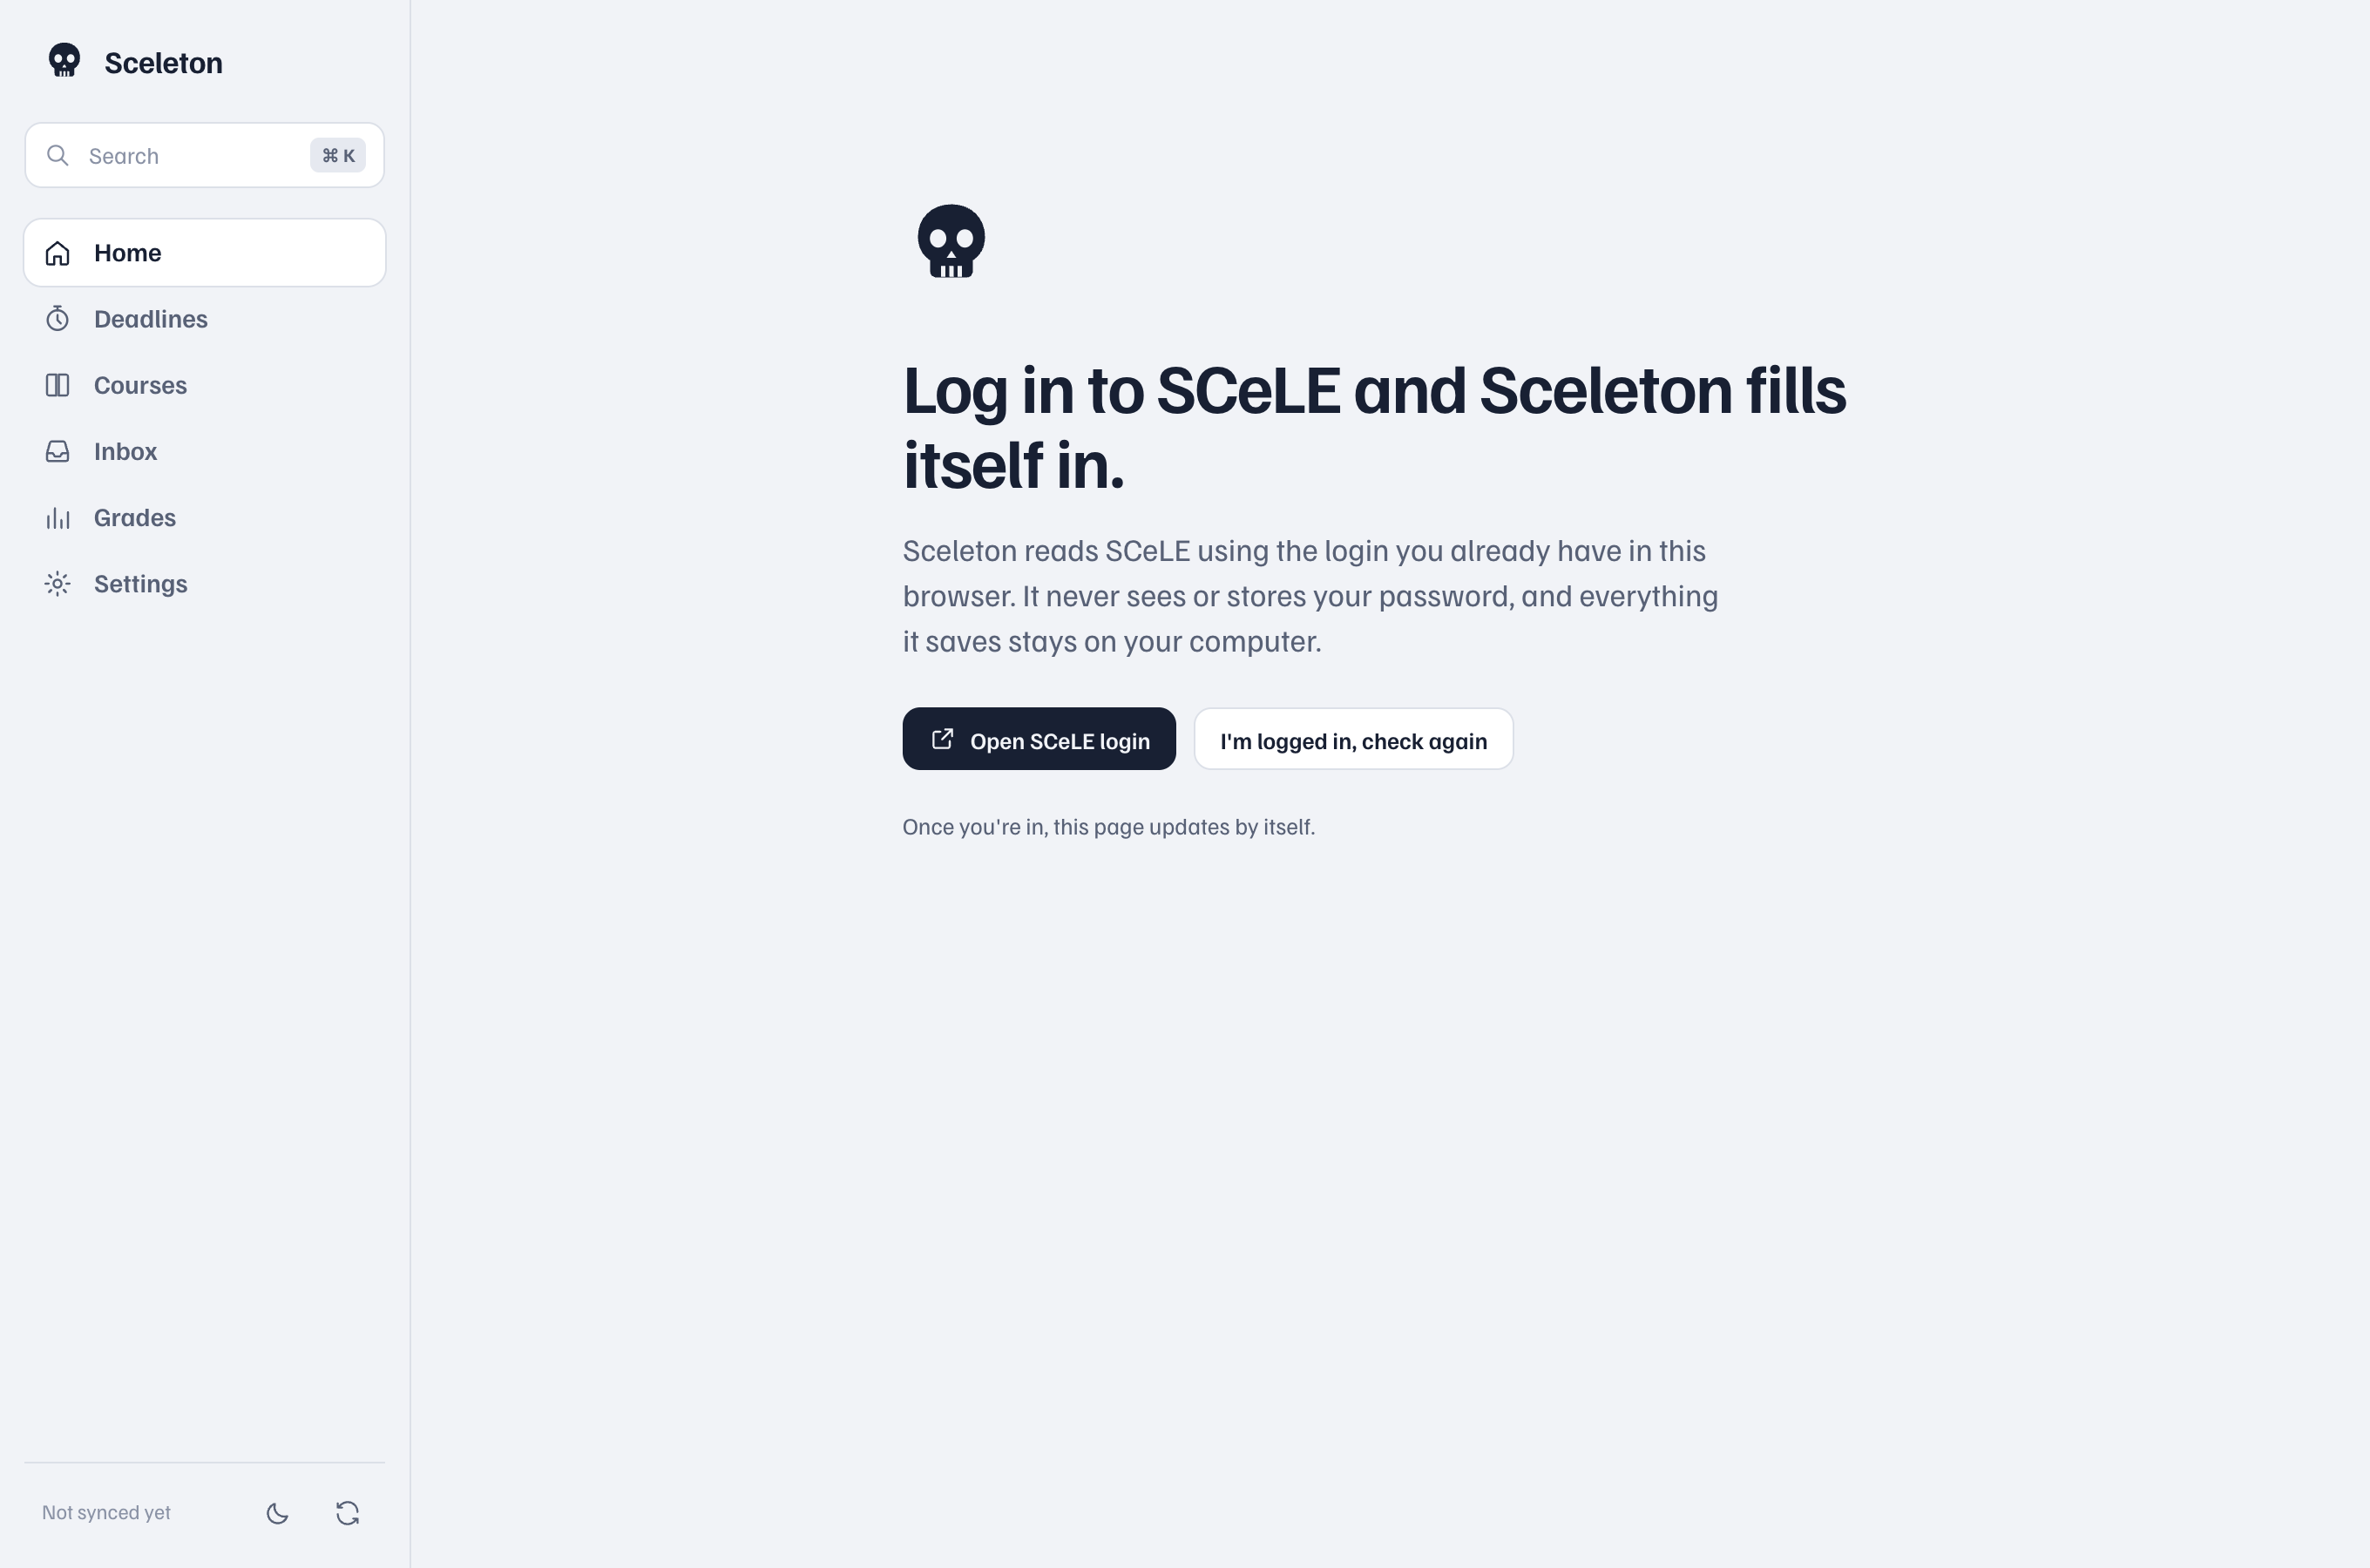 Sceleton
Search
⌘ K
Home
Deadlines
Courses
Inbox
Grades
Settings
Log in to SCeLE and Sceleton fills
itself in.
Sceleton reads SCeLE using the login you already have in this
browser. It never sees or stores your password, and everything
it saves stays on your computer.
Open SCeLE login
I'm logged in, check again
Once you're in, this page updates by itself.
Not synced yet